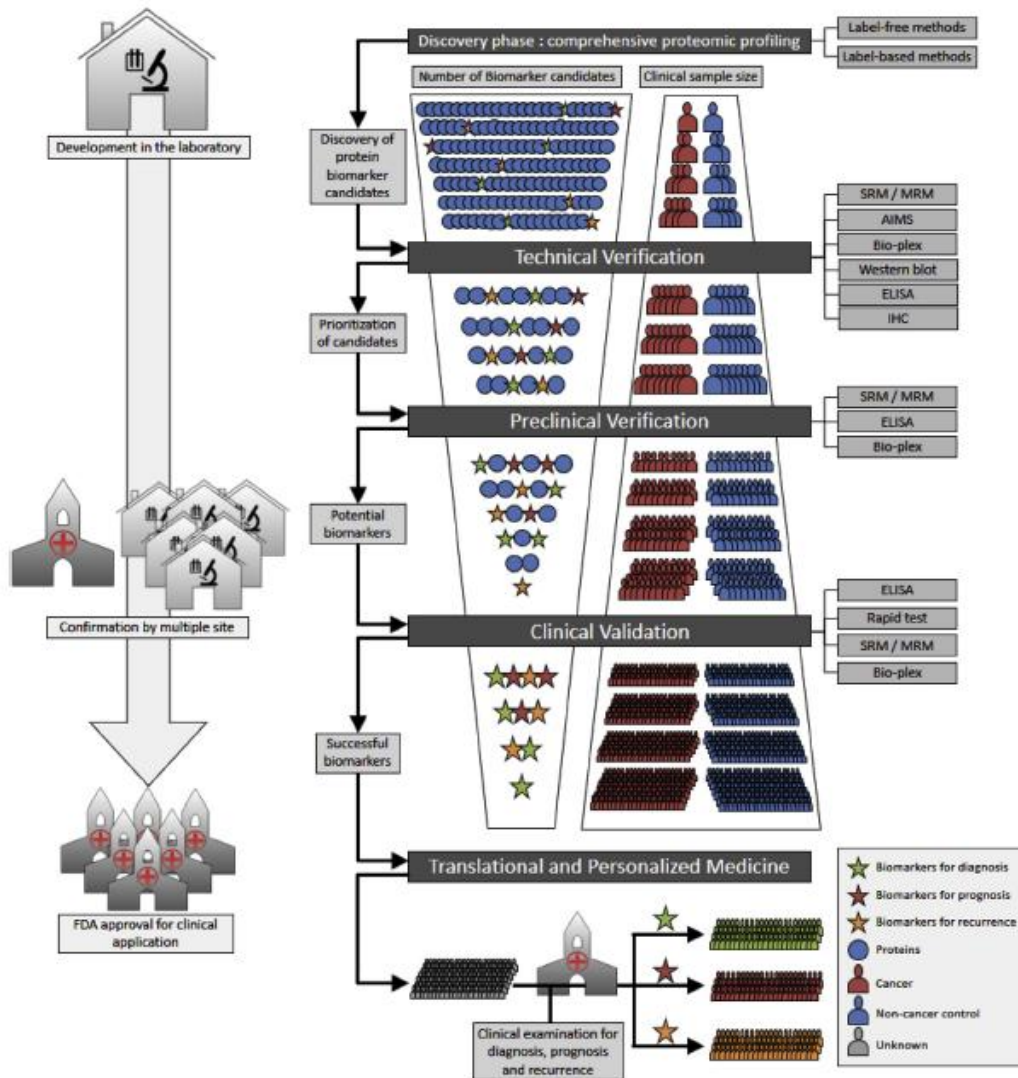 Discovery phase : comprehensive proteomic profiling
Label-free methods
Label-based methods
Number of Biomarker candidates
Clinical sample size
Development in the laboratory
Discovery of
protein
biomarker
candidates
Technical Verification
SRM / MRM
AIMS
Bio-plex
Western blot
ELISA
IHC
Prioritization
of candidates
Preclinical Verification
SRM / MRM
ELISA
Bio-plex
Potential
biomarkers
Confirmation by multiple site
Clinical Validation
ELISA
Rapid test
SRM / MRM
Bio-plex
Successful
biomarkers
Translational and Personalized Medicine
FDA approval for clinical
application
Clinical examination for
diagnosis, prognosis
and recurrence
Biomarkers for diagnosis
Biomarkers for prognosis
Biomarkers for recurrence
Proteins
Cancer
Non-cancer control
Unknown